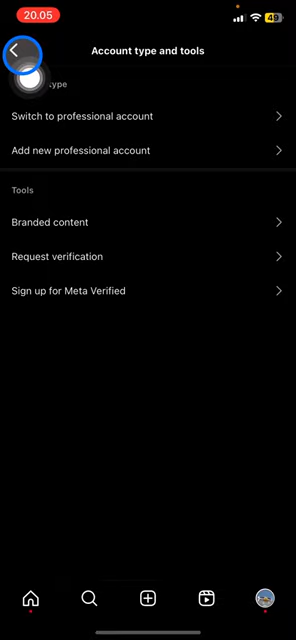 20.05
49
Account type and tools
type
Switch to professional account
Add new professional account
Tools
Branded content
Request verification
Sign up for Meta Verified